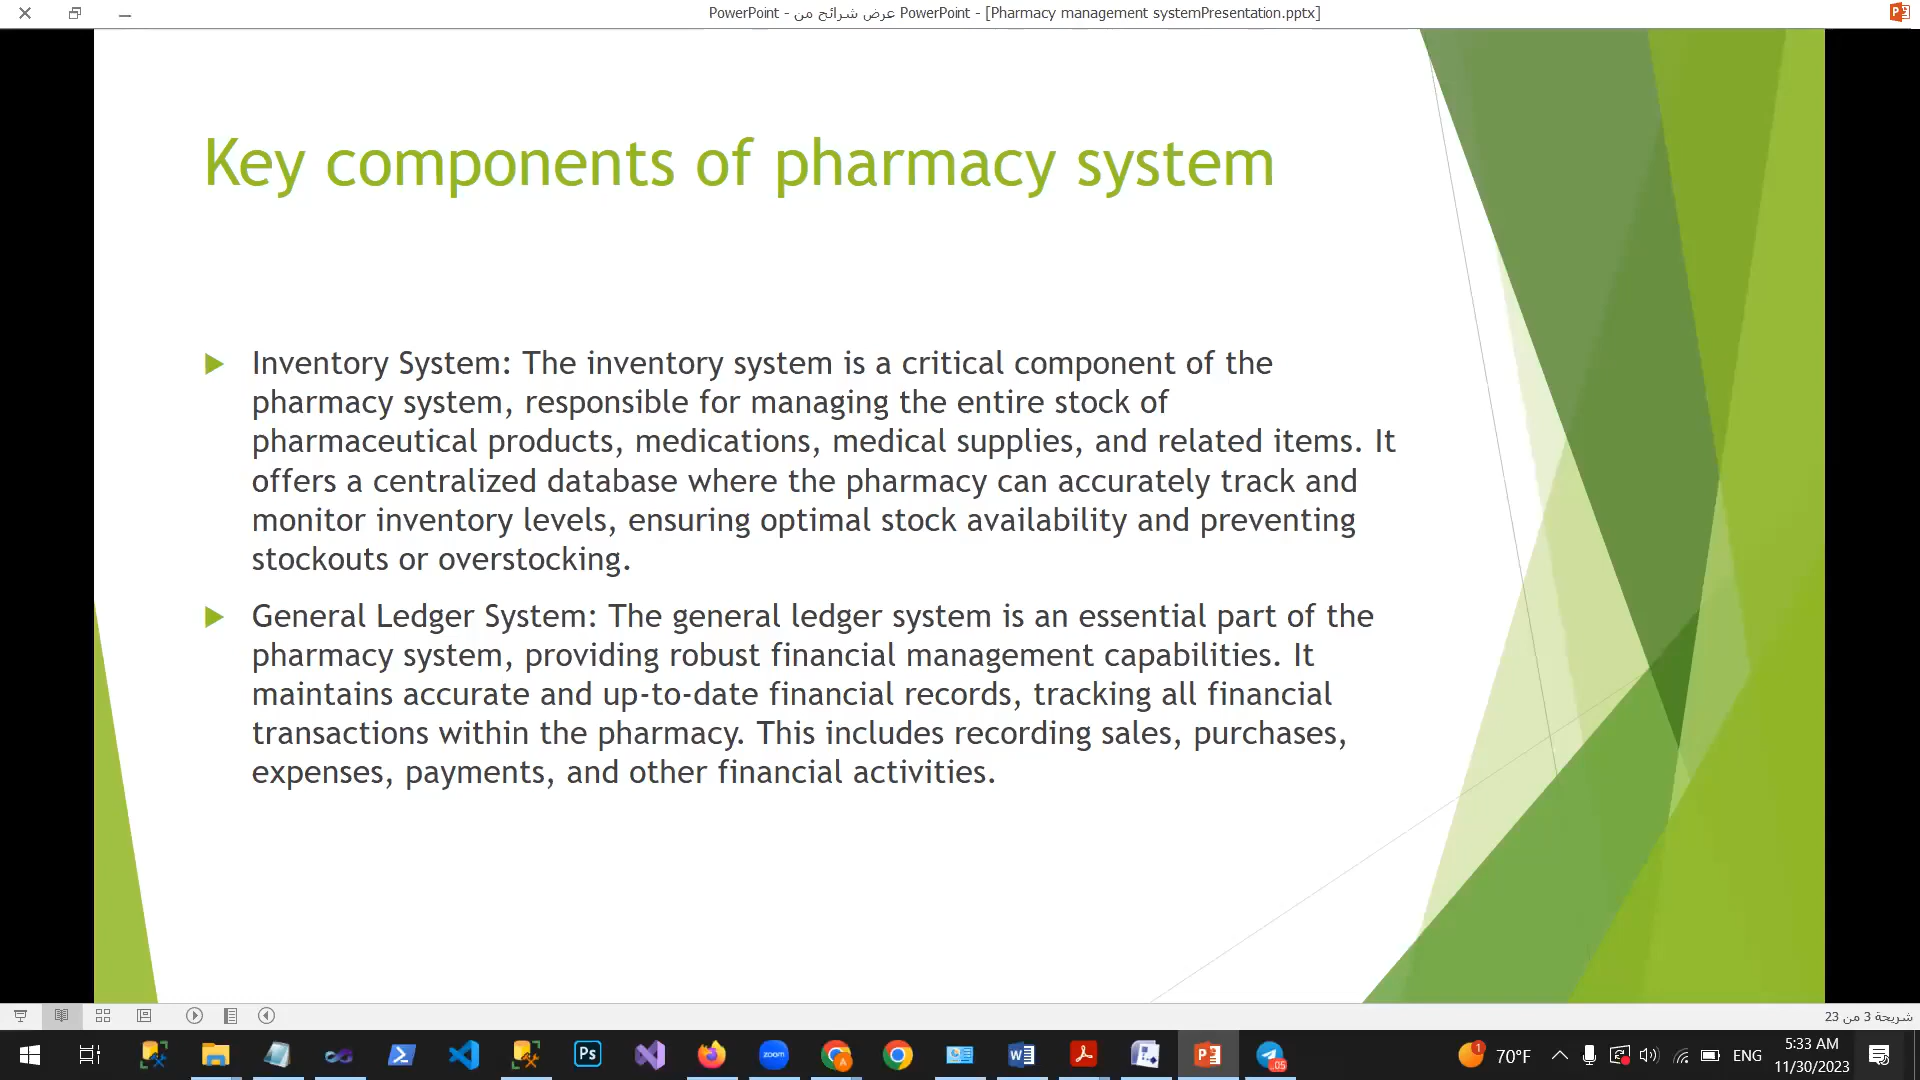 PowerPoint - عرض شرائح من PowerPoint - [Pharmacy management systemPresentation.pptx]
Key components of pharmacy system
Inventory System: The inventory system is a critical component of the
pharmacy system, responsible for managing the entire stock of
pharmaceutical products, medications, medical supplies, and related items. It
offers a centralized database where the pharmacy can accurately track and
monitor inventory levels, ensuring optimal stock availability and preventing
stockouts or overstocking.
General Ledger System: The general ledger system is an essential part of the
pharmacy system, providing robust financial management capabilities. It
maintains accurate and up-to-date financial records, tracking all financial
transactions within the pharmacy. This includes recording sales, purchases,
expenses, payments, and other financial activities.
شريحة 3 من 23
Ps
zoom
A
.05
1
70°F
ENG
5:33 AM
11/30/2023